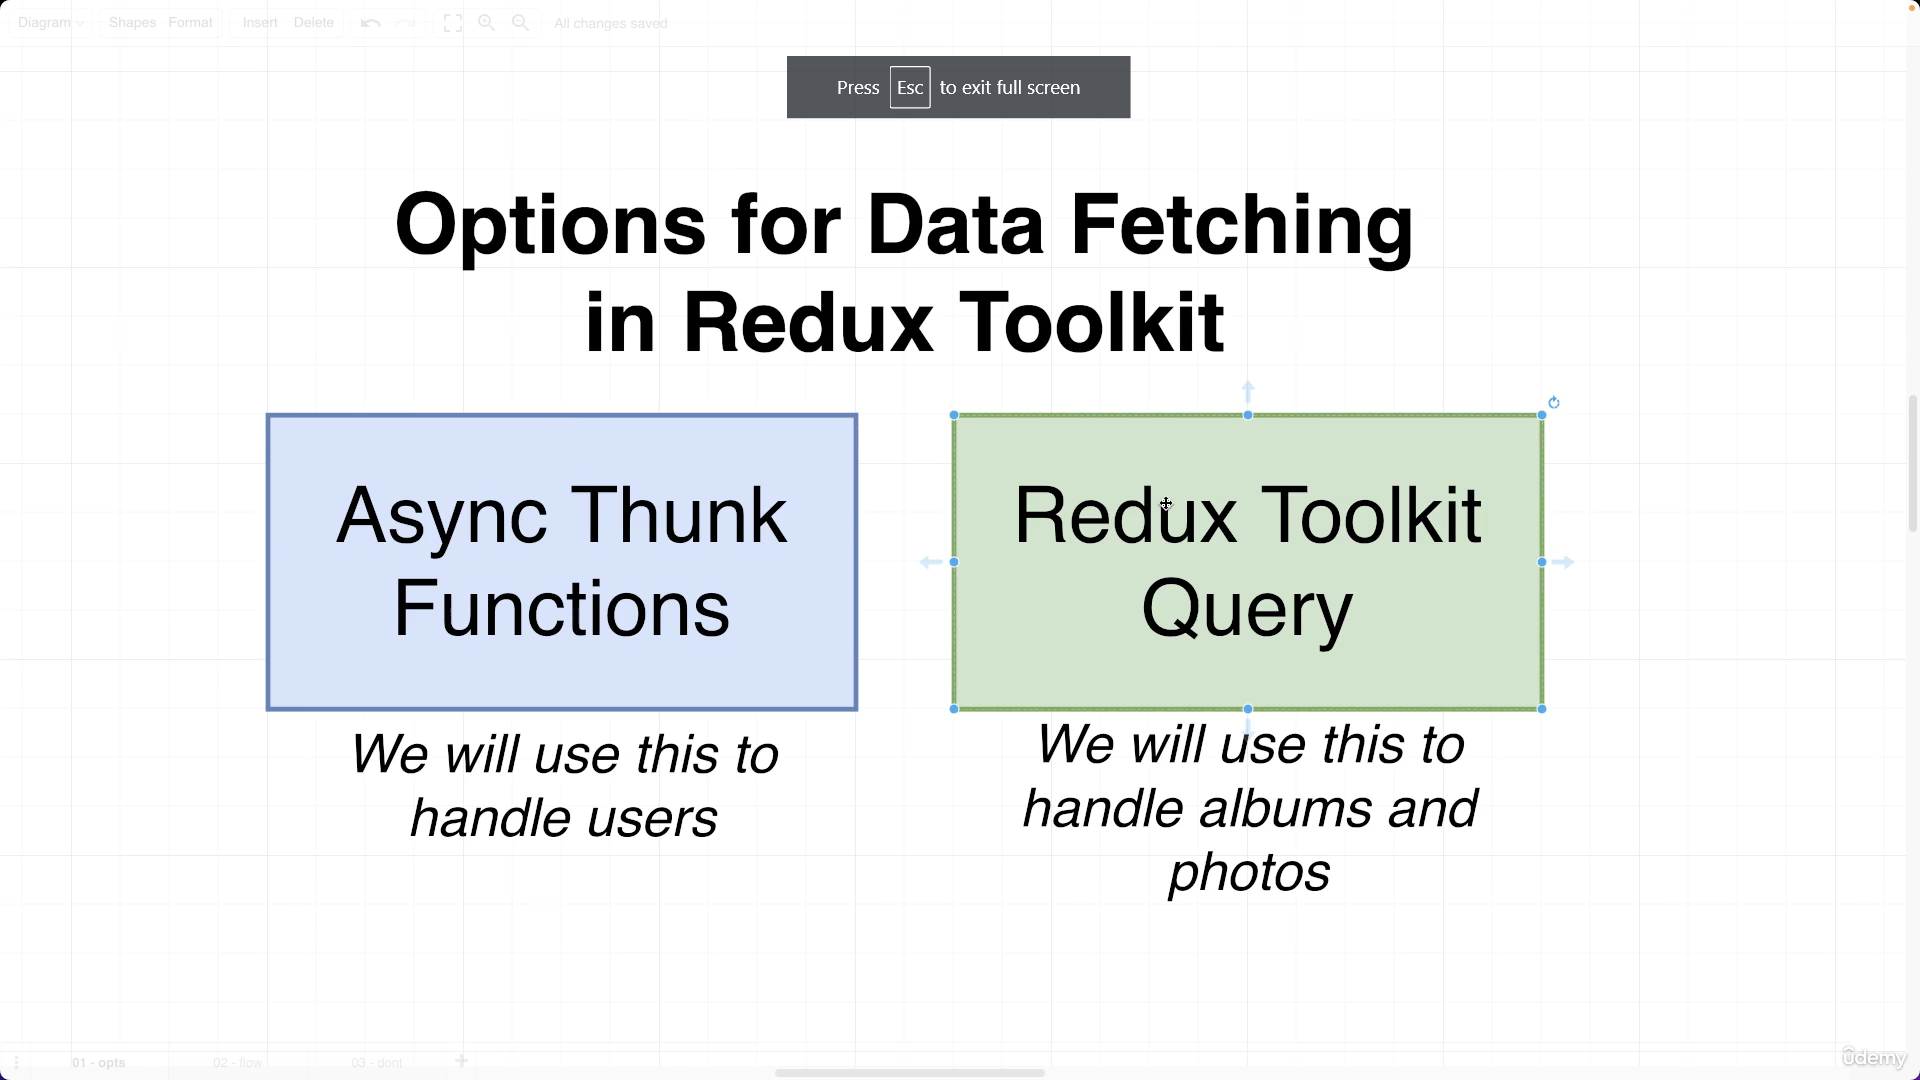 Diagram
Shapes Format
Insert Delete
All changes saved
Press Esc to exit full screen
Options for Data Fetching
in Redux Toolkit
Async Thunk
Functions
We will use this to
handle users
Redux Toolkit
Query
We will use this to
handle albums and
photos
01 - opts
02 - flow
03 - dont
ûdemy